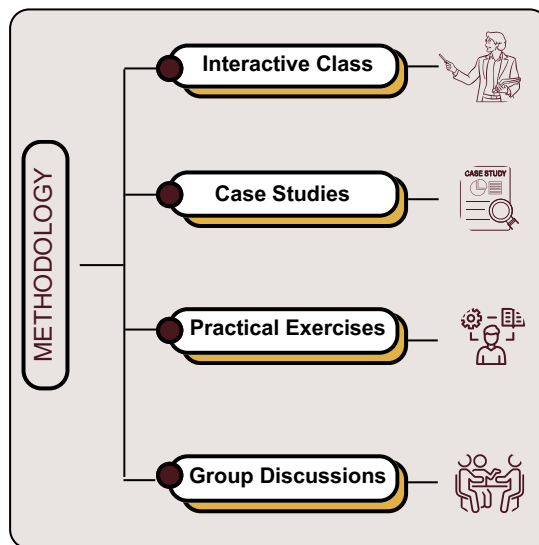 METHODOLOGY
Interactive Class
Case Studies
CASE STUDY
Practical Exercises
Group Discussions